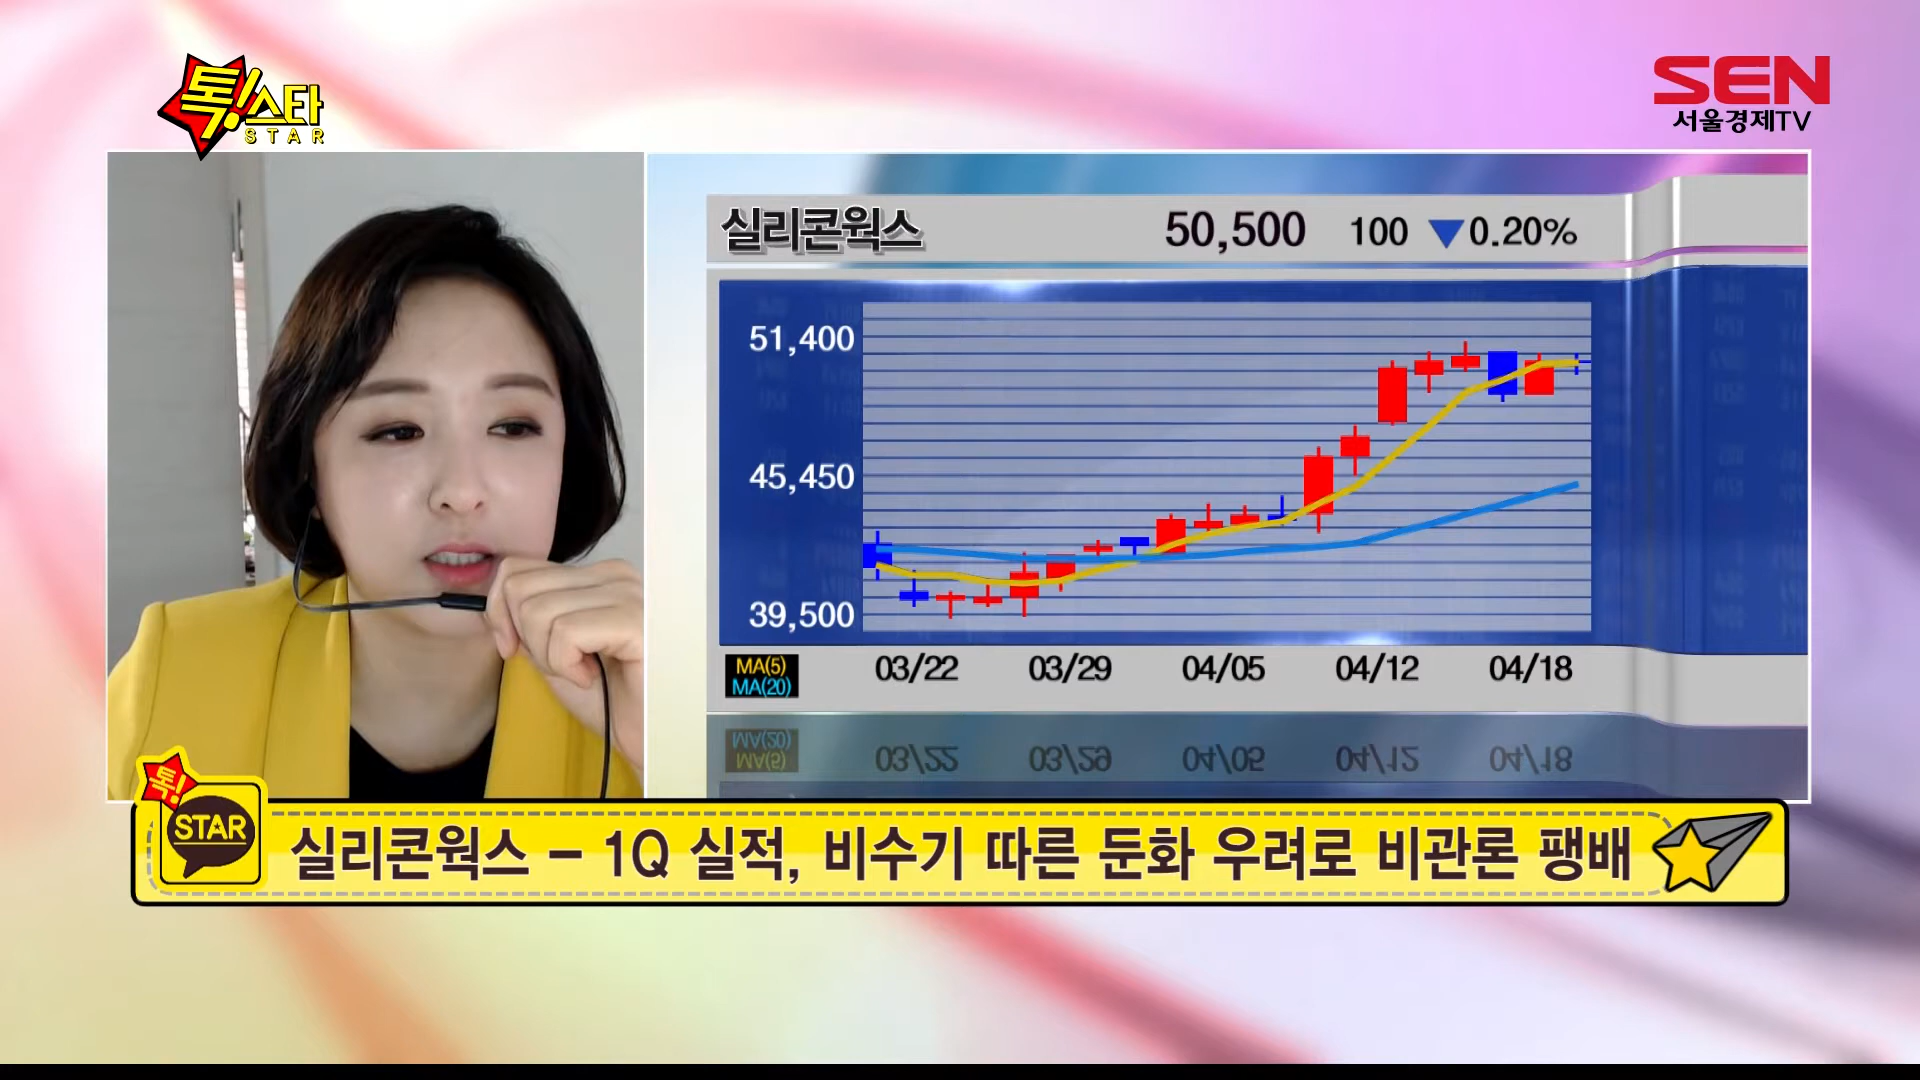 톡!스타
STAR
SEN
서울경제TV
실리콘웍스 50,500 100 ▼0.20%
51,400
45,450
39,500
MA(5)
MA(20)
03/22 03/29 04/05 04/12 04/18
톡!
STAR
실리콘웍스 - 1Q 실적, 비수기 따른 둔화 우려로 비관론 팽배